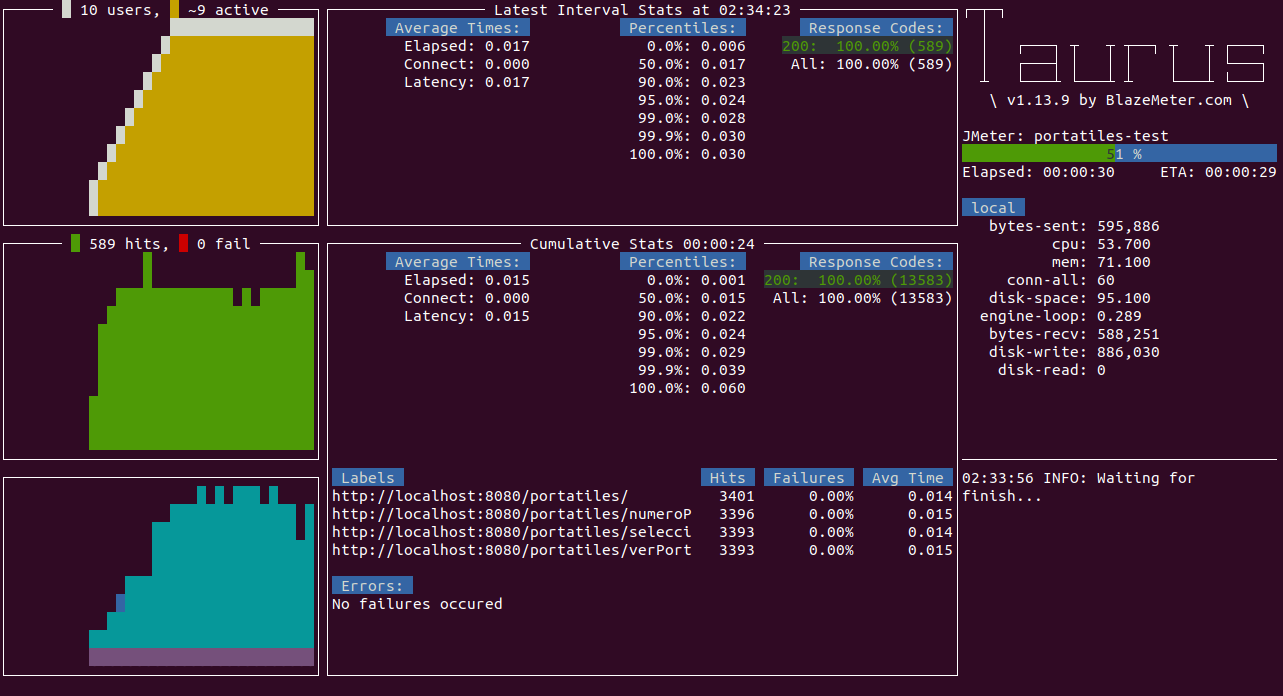 10 users, ~9 active
589 hits, 0 fail
Latest Interval Stats at 02:34:23
Average Times: Percentiles: Response Codes:
Elapsed: 0.017 0.0%: 0.006 200: 100.00% (589)
Connect: 0.000 50.0%: 0.017 All: 100.00% (589)
Latency: 0.017 90.0%: 0.023
95.0%: 0.024
99.0%: 0.028
99.9%: 0.030
100.0%: 0.030
Cumulative Stats 00:00:24
Average Times: Percentiles: Response Codes:
Elapsed: 0.015 0.0%: 0.001 200: 100.00% (13583)
Connect: 0.000 50.0%: 0.015 All: 100.00% (13583)
Latency: 0.015 90.0%: 0.022
95.0%: 0.024
99.0%: 0.029
99.9%: 0.039
100.0%: 0.060
Labels Hits Failures Avg Time
http://localhost:8080/portatiles/ 3401 0.00% 0.014
http://localhost:8080/portatiles/numeroP 3396 0.00% 0.015
http://localhost:8080/portatiles/selecci 3393 0.00% 0.014
http://localhost:8080/portatiles/verPort 3393 0.00% 0.015
Errors:
No failures occured
Taurus
\ v1.13.9 by BlazeMeter.com \
JMeter: portatiles-test
51 %
Elapsed: 00:00:30 ETA: 00:00:29
local
bytes-sent: 595,886
cpu: 53.700
mem: 71.100
conn-all: 60
disk-space: 95.100
engine-loop: 0.289
bytes-recv: 588,251
disk-write: 886,030
disk-read: 0
02:33:56 INFO: Waiting for
finish...